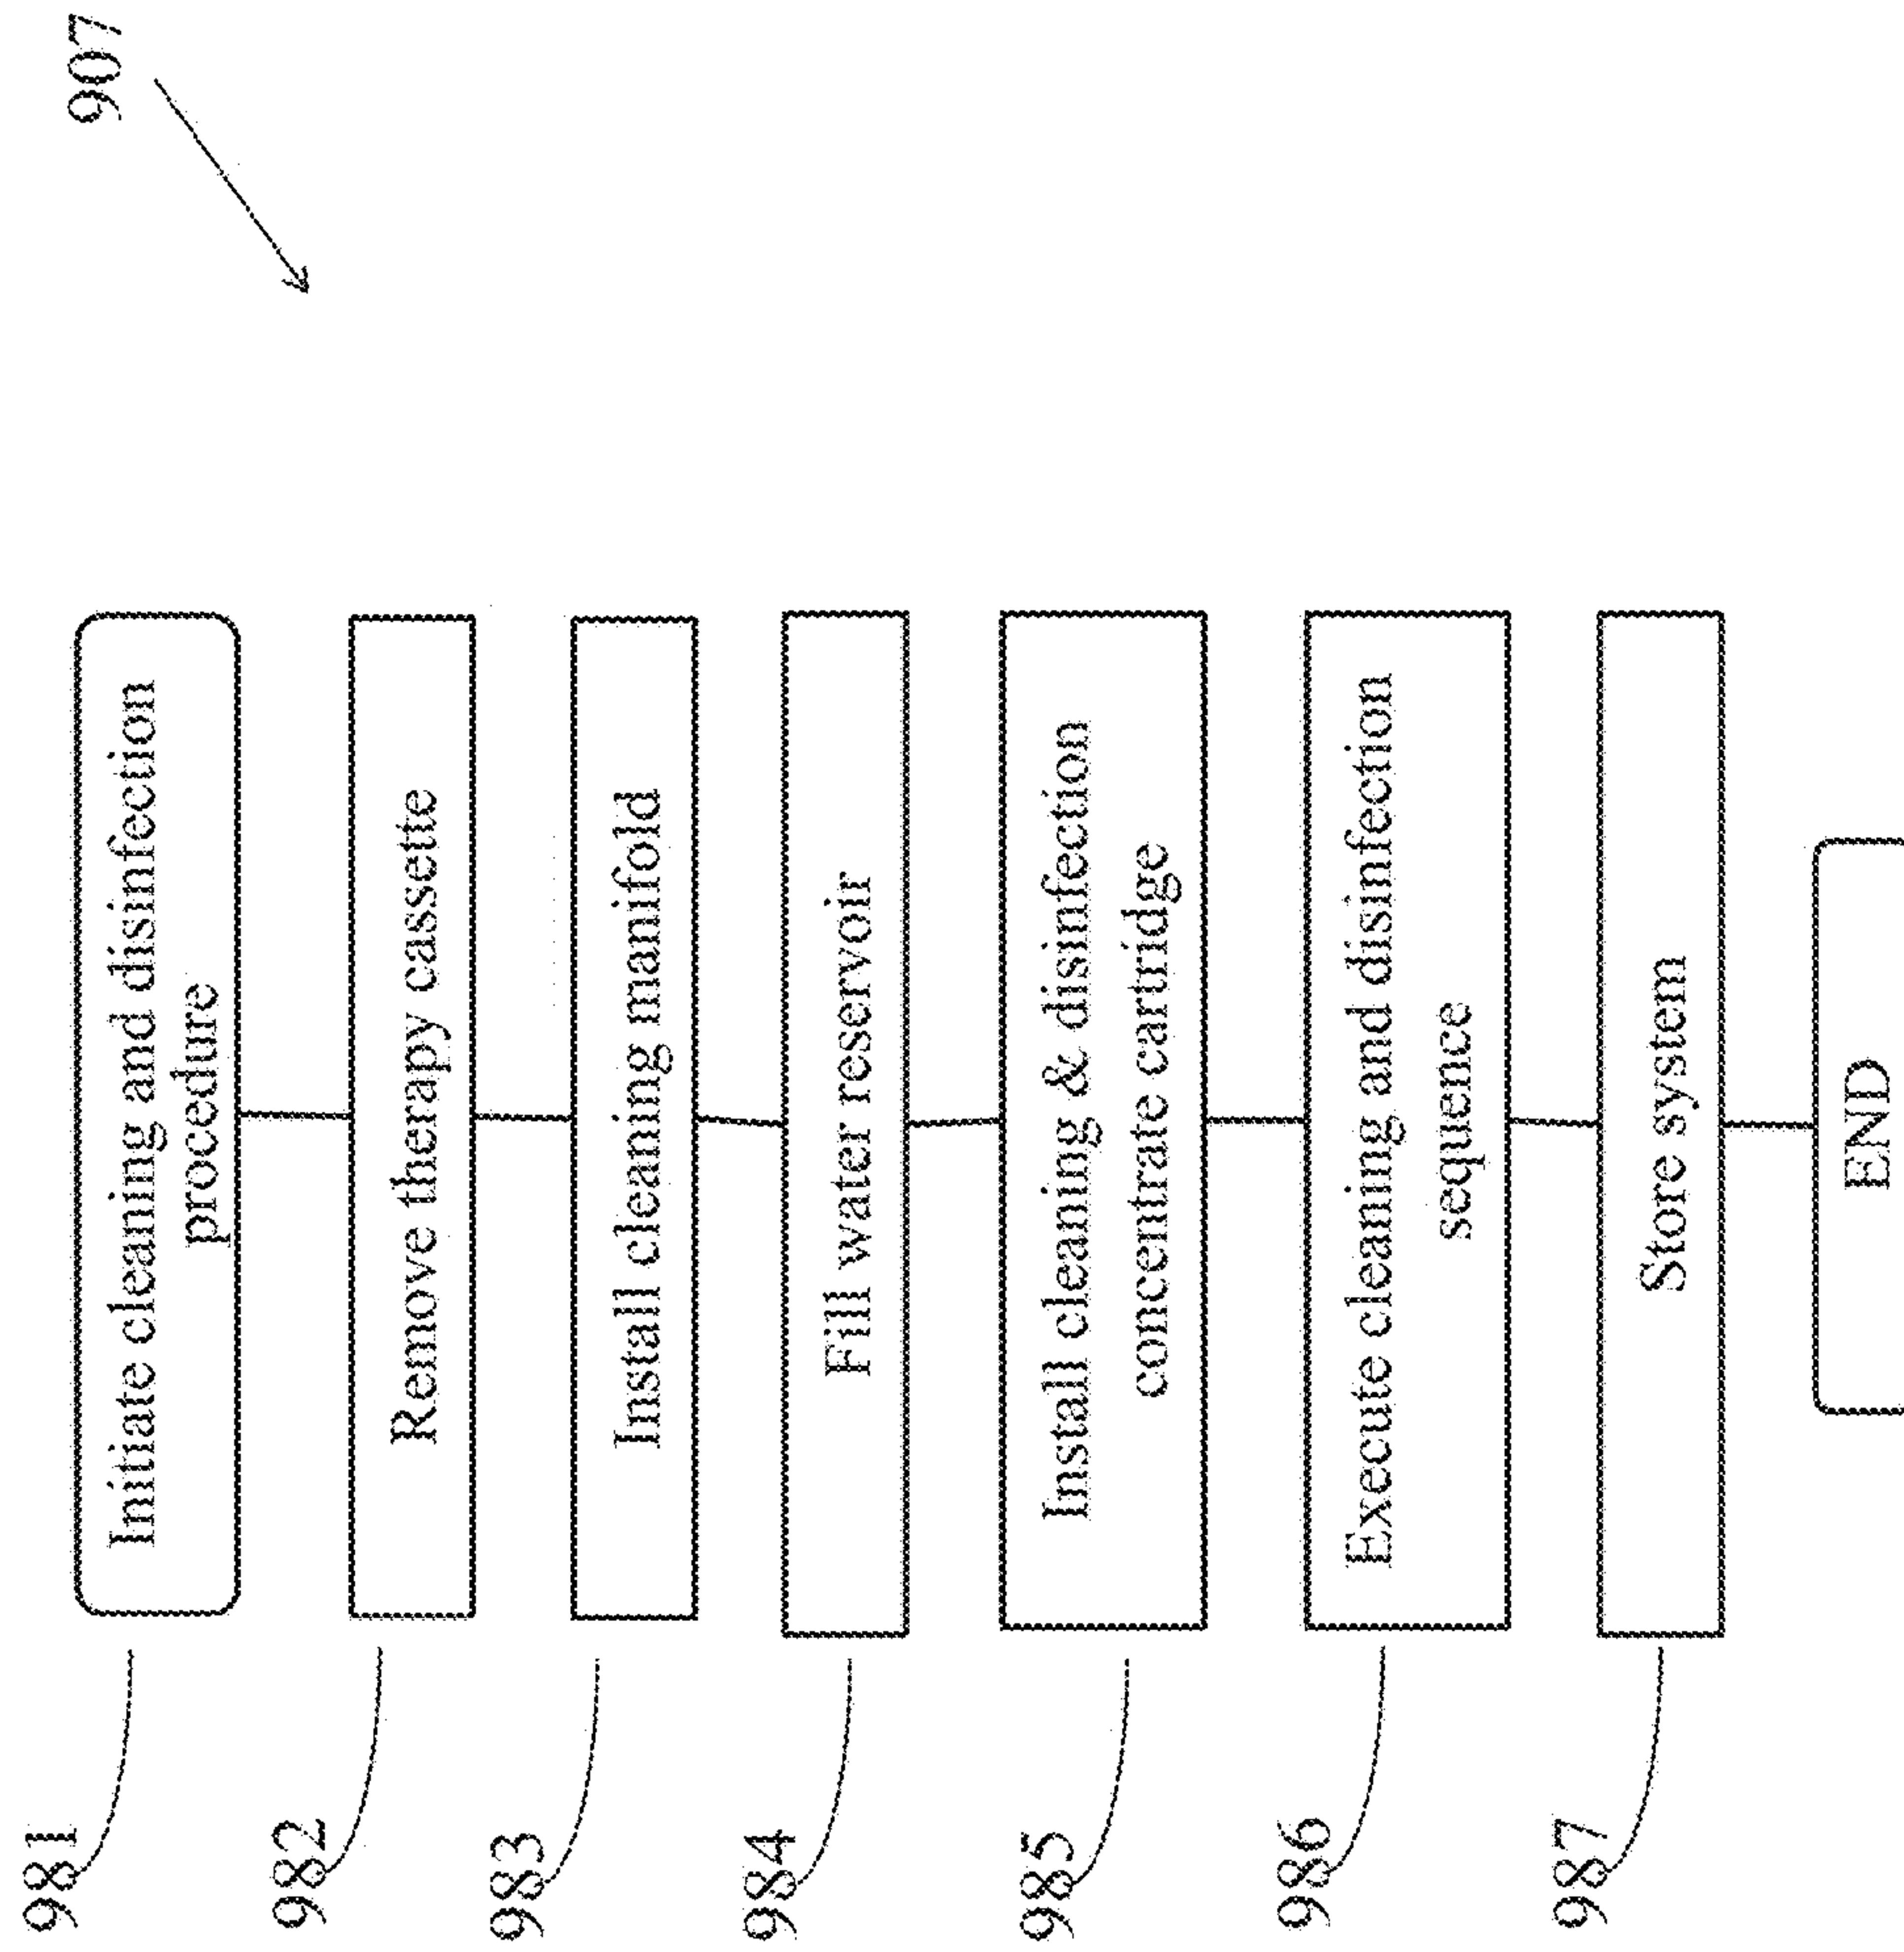 907
981
Initiate cleaning and disinfection
procedure
982
Remove therapy cassette
983
Install cleaning manifold
984
Fill water reservoir
985
Install cleaning & disinfection
concentrate cartridge
986
Execute cleaning and disinfection
sequence
987
Store system
END